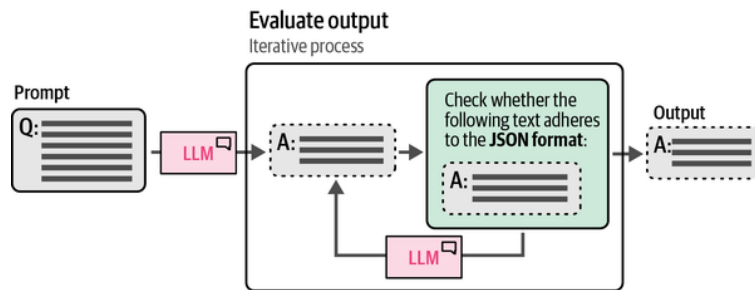 Evaluate output
Iterative process
Prompt
Q:
LLM
A:
Check whether the
following text adheres
to the JSON format:
A:
LLM
Output
A: